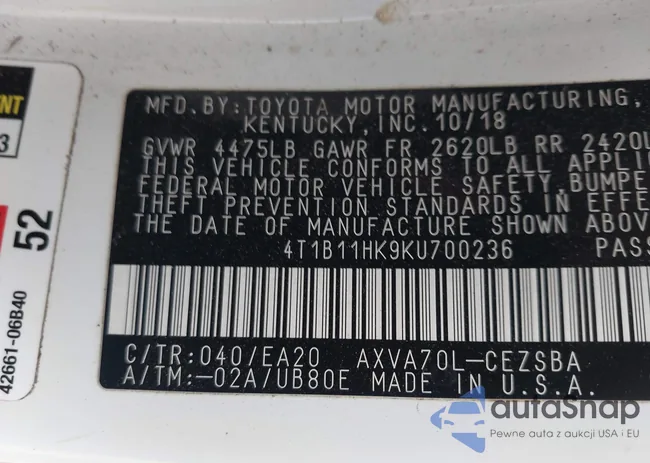 MFD. BY: TOYOTA MOTOR MANUFACTURING,
KENTUCKY, INC. 10/18
GVWR 4475LB GAWR FR 2620LB RR 2420L
THIS VEHICLE CONFORMS TO ALL APPLI
FEDERAL MOTOR VEHICLE SAFETY, BUMPE
THEFT PREVENTION STANDARDS IN EFFE
THE DATE OF MANUFACTURE SHOWN ABOV
4T1B11HK9KU700236 PASS
C/TR: 040/EA20 AXVA70L-CEZSBA
A/TM: -02A/UB80E MADE IN U.S.A.
NT
3
52
42661-06B40
autasnap
Pewne auta z aukcji USA i EU